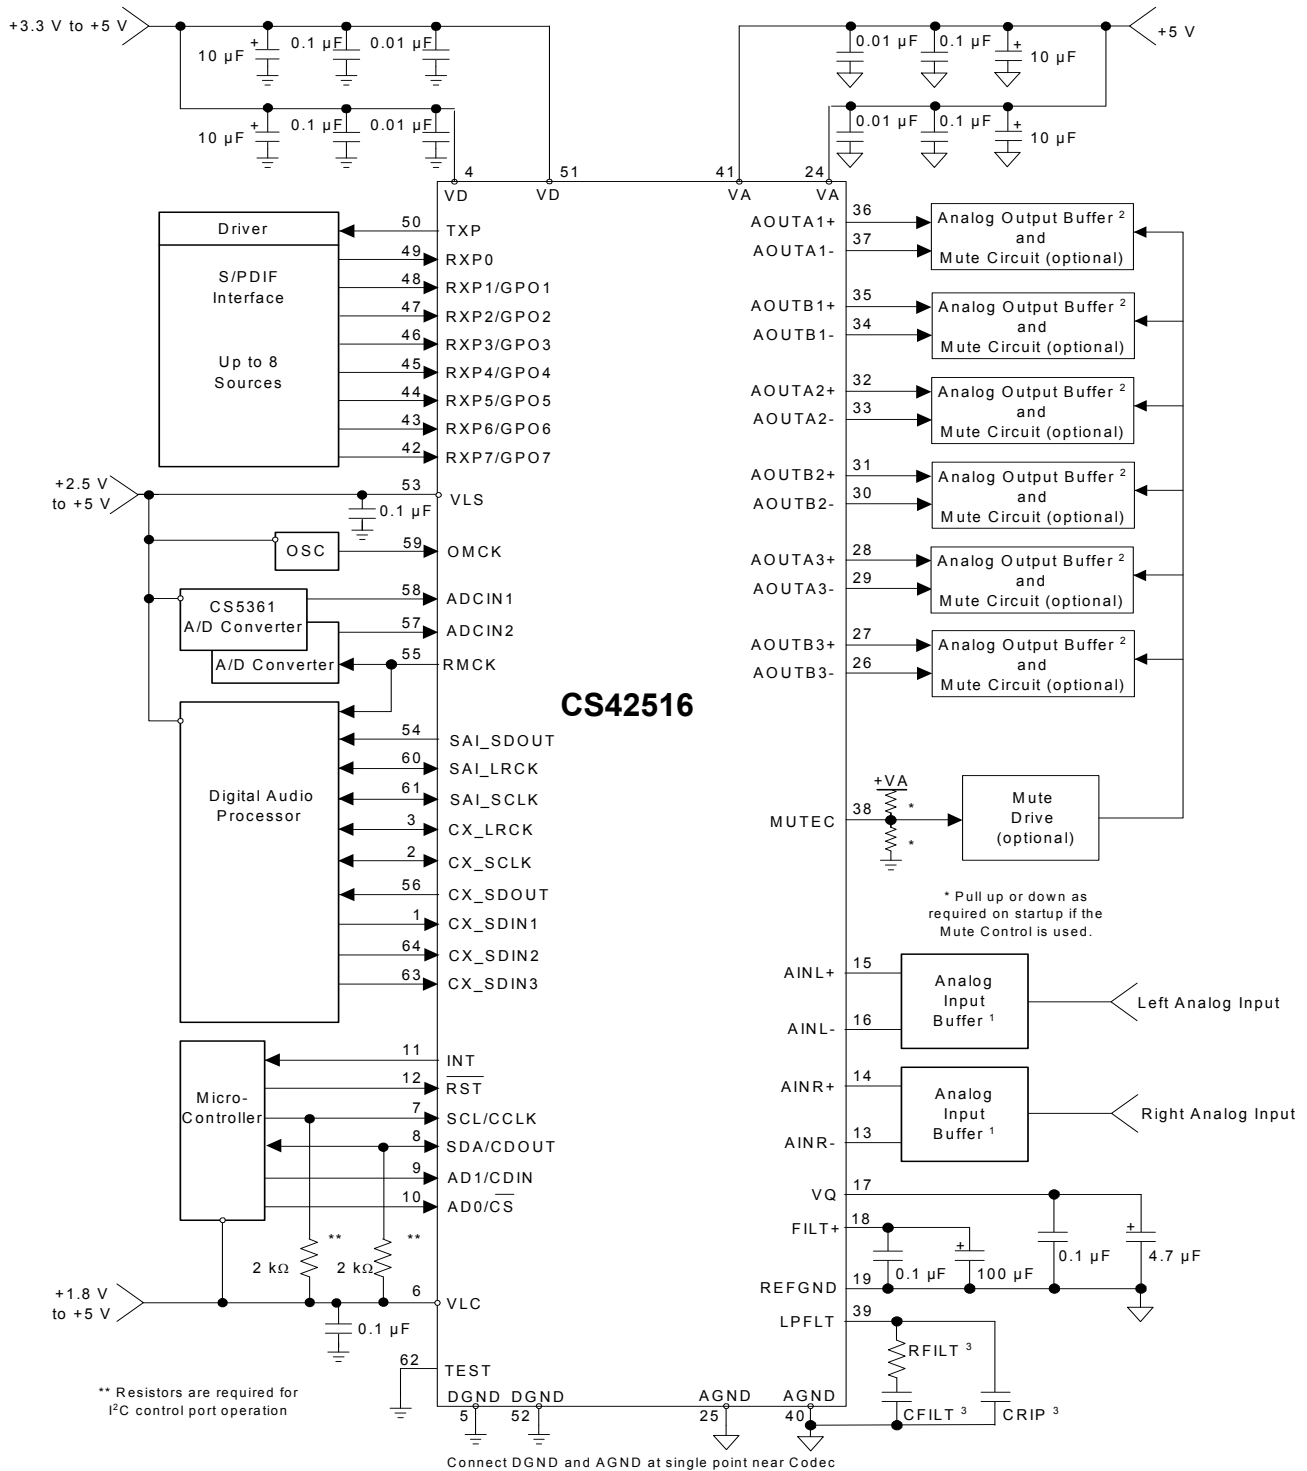 +3.3 V to +5 V
10 µF
+
0.1 µF
0.01 µF
10 µF
+
0.1 µF
0.01 µF
0.01 µF
0.1 µF
+
10 µF
+5 V
0.01 µF
0.1 µF
+
10 µF
4
51
41
24
VD
VD
VA
VA
Driver
S/PDIF
Interface
Up to 8
Sources
50
TXP
49
RXP0
48
RXP1/GPO1
47
RXP2/GPO2
46
RXP3/GPO3
45
RXP4/GPO4
44
RXP5/GPO5
43
RXP6/GPO6
42
RXP7/GPO7
+2.5 V
to +5 V
53
VLS
0.1 µF
OSC
59
OMCK
CS5361
A/D Converter
58
ADCIN1
57
ADCIN2
A/D Converter
55
RMCK
CS42516
Digital Audio
Processor
54
SAI_SDOUT
60
SAI_LRCK
61
SAI_SCLK
3
CX_LRCK
2
CX_SCLK
56
CX_SDOUT
1
CX_SDIN1
64
CX_SDIN2
63
CX_SDIN3
Micro-
Controller
11
INT
12
RST
7
SCL/CCLK
8
SDA/CDOUT
9
AD1/CDIN
10
AD0/CS
**
2 kΩ
**
2 kΩ
+1.8 V
to +5 V
6
VLC
0.1 µF
62
TEST
** Resistors are required for
I²C control port operation
DGND
DGND
AGND
AGND
5
52
25
40
Connect DGND and AGND at single point near Codec
AOUTA1+
36
AOUTA1-
37
Analog Output Buffer ²
and
Mute Circuit (optional)
AOUTB1+
35
AOUTB1-
34
Analog Output Buffer ²
and
Mute Circuit (optional)
AOUTA2+
32
AOUTA2-
33
Analog Output Buffer ²
and
Mute Circuit (optional)
AOUTB2+
31
AOUTB2-
30
Analog Output Buffer ²
and
Mute Circuit (optional)
AOUTA3+
28
AOUTA3-
29
Analog Output Buffer ²
and
Mute Circuit (optional)
AOUTB3+
27
AOUTB3-
26
Analog Output Buffer ²
and
Mute Circuit (optional)
MUTEC
38
+VA
*
*
Mute
Drive
(optional)
* Pull up or down as
required on startup if the
Mute Control is used.
AINL+
15
AINL-
16
Analog
Input
Buffer ¹
Left Analog Input
AINR+
14
AINR-
13
Analog
Input
Buffer ¹
Right Analog Input
VQ
17
FILT+
18
0.1 µF
+
100 µF
0.1 µF
+
4.7 µF
REFGND
19
LPFLT
39
RFILT ³
CFILT ³
CRIP ³